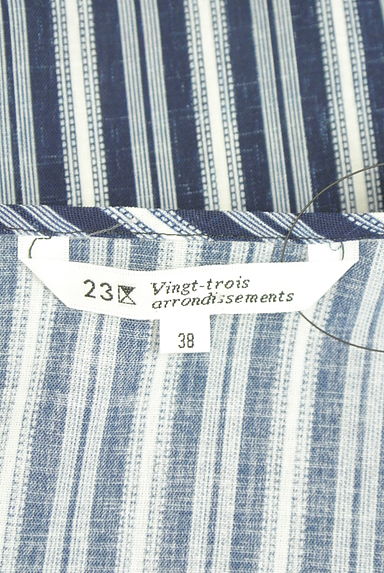 23区 Vingt-trois
arrondissements
38